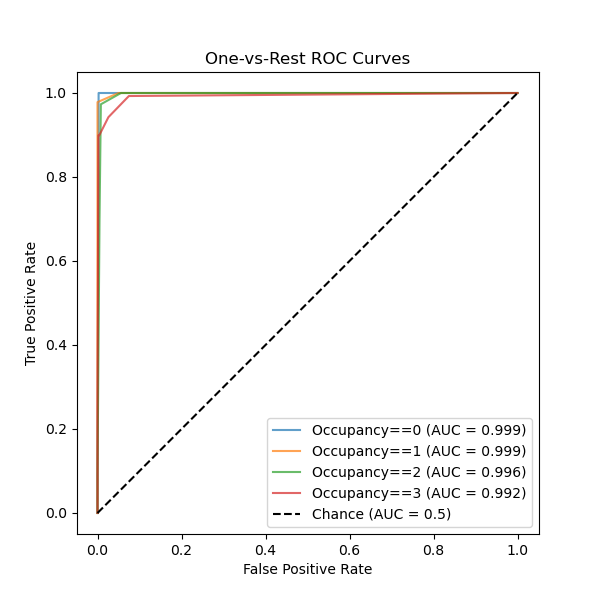 One-vs-Rest ROC Curves
True Positive Rate
1.0
0.8
0.6
0.4
0.2
0.0
Occupancy==0 (AUC = 0.999)
Occupancy==1 (AUC = 0.999)
Occupancy==2 (AUC = 0.996)
Occupancy==3 (AUC = 0.992)
Chance (AUC = 0.5)
0.0 0.2 0.4 0.6 0.8 1.0
False Positive Rate